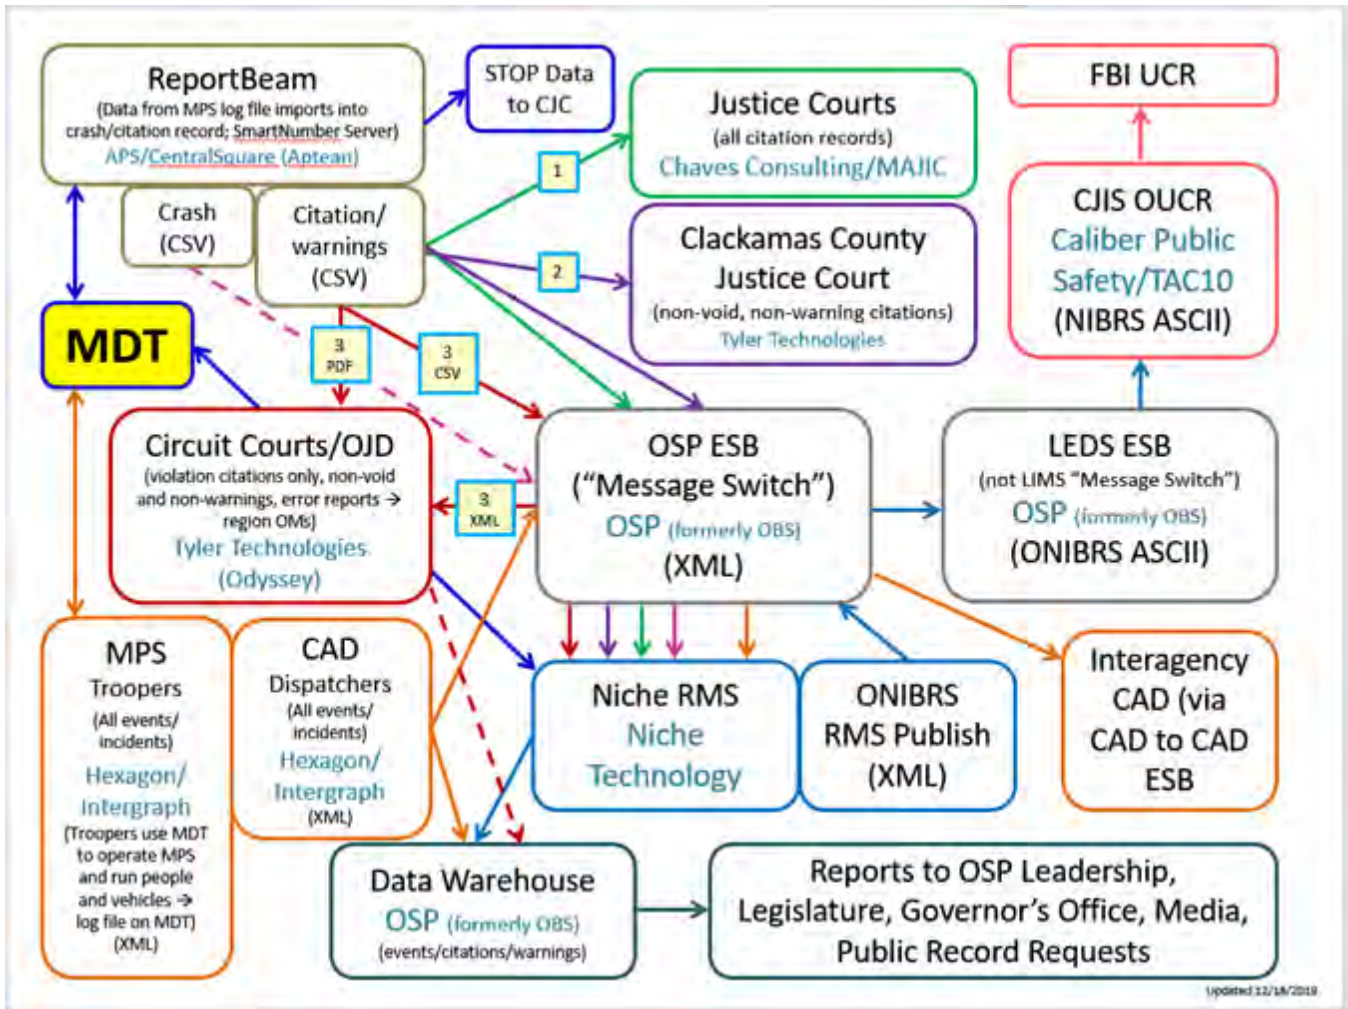 ReportBeam
(Data from MPS log file imports into
crash/citation record; SmartNumber Server)
APS/CentralSquare (Aptean)
STOP Data
to CJC
Justice Courts
(all citation records)
Chaves Consulting/MAJIC
FBI UCR
Crash
(CSV)
Citation/
warnings
(CSV)
1
2
Clackamas County
Justice Court
(non-void, non-warning citations)
Tyler Technologies
CJIS OUCR
Caliber Public
Safety/TAC10
(NIBRS ASCII)
MDT
3
PDF
3
CSV
Circuit Courts/OJD
(violation citations only, non-void
and non-warnings, error reports →
region OMs)
Tyler Technologies
(Odyssey)
3
XML
OSP ESB
(“Message Switch”)
OSP (formerly OBS)
(XML)
LEDS ESB
(not LIMS “Message Switch”)
OSP (formerly OBS)
(ONIBRS ASCII)
MPS
Troopers
(All events/
incidents)
Hexagon/
Intergraph
(Troopers use MDT
to operate MPS
and run people
and vehicles →
log file on MDT)
(XML)
CAD
Dispatchers
(All events/
incidents)
Hexagon/
Intergraph
(XML)
Niche RMS
Niche
Technology
ONIBRS
RMS Publish
(XML)
Interagency
CAD (via
CAD to CAD
ESB
Data Warehouse
OSP (formerly OBS)
(events/citations/warnings)
Reports to OSP Leadership,
Legislature, Governor’s Office, Media,
Public Record Requests
Updated 12/18/2019